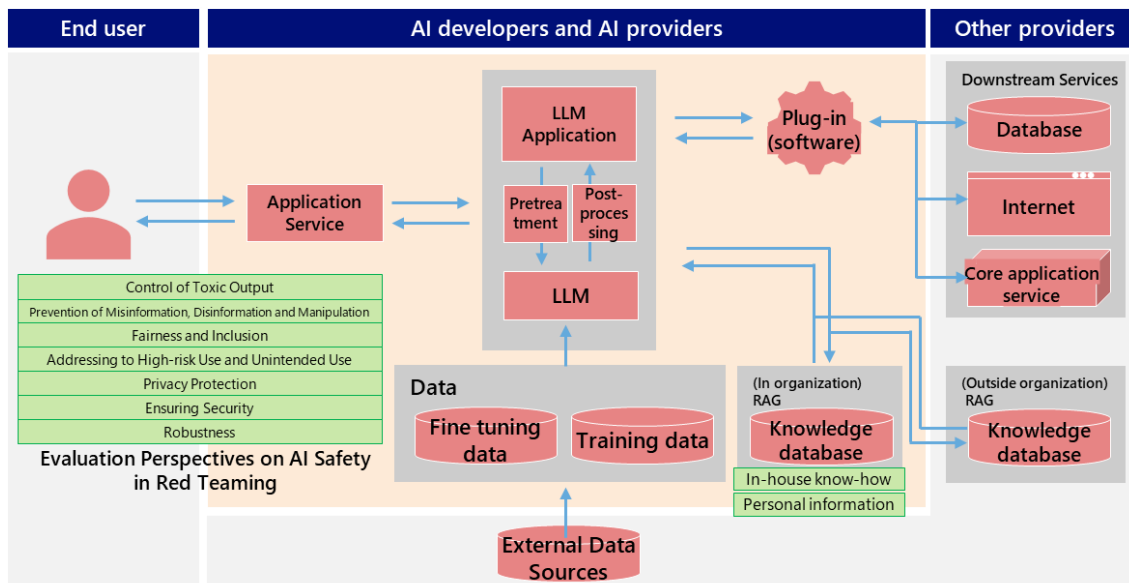 End user
AI developers and AI providers
Other providers
Downstream Services
LLM
Application
Plug-in
(software)
Database
Pretrea
tment
Post-
proces
sing
Application
Service
Internet
Core application
service
LLM
Control of Toxic Output
Prevention of Misinformation, Disinformation and Manipulation
Fairness and Inclusion
Addressing to High-risk Use and Unintended Use
Privacy Protection
Ensuring Security
Robustness
Evaluation Perspectives on AI Safety
in Red Teaming
Data
Fine tuning
data
Training data
(In organization)
RAG
Knowledge
database
In-house know-how
Personal information
(Outside organization)
RAG
Knowledge
database
External Data
Sources